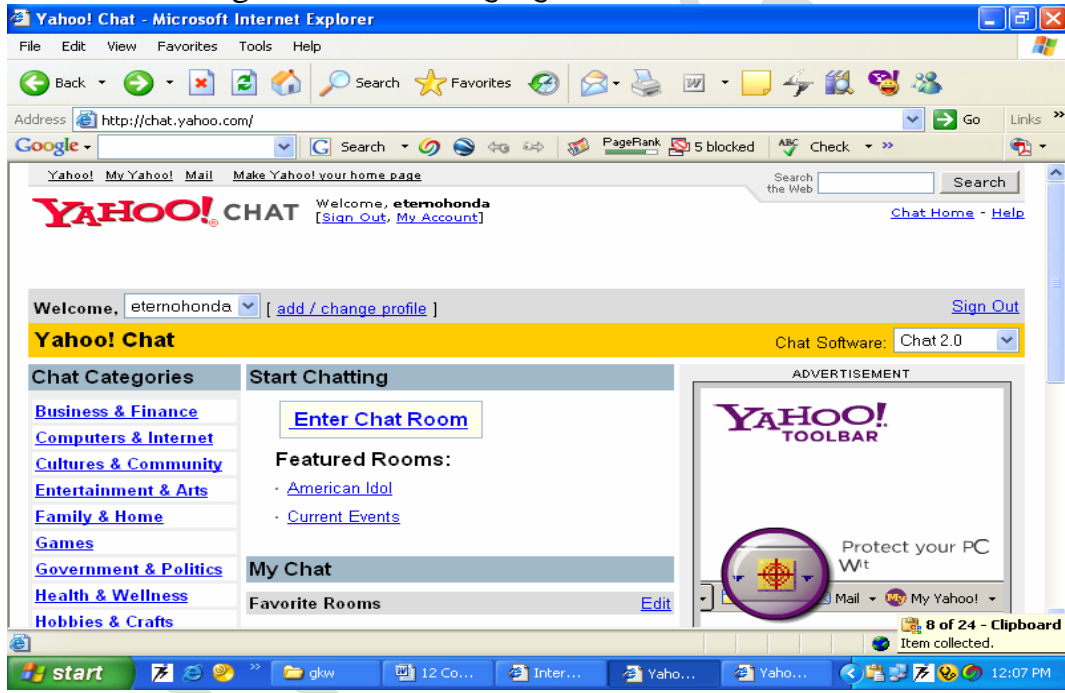 Yahoo! Chat - Microsoft Internet Explorer
File Edit View Favorites Tools Help
Back Search Favorites
Address http://chat.yahoo.com/ Go Links »
Google Search PageRank 5 blocked ABC Check »
Yahoo! My Yahoo! Mail Make Yahoo! your home page
Search the Web Search
YAHOO! CHAT Welcome, eternohonda
[Sign Out, My Account]
Chat Home - Help
Welcome, eternohonda [ add / change profile ] Sign Out
Yahoo! Chat Chat Software: Chat 2.0
Chat Categories
Business & Finance
Computers & Internet
Cultures & Community
Entertainment & Arts
Family & Home
Games
Government & Politics
Health & Wellness
Hobbies & Crafts
Start Chatting
Enter Chat Room
Featured Rooms:
· American Idol
· Current Events
My Chat
Favorite Rooms Edit
ADVERTISEMENT
YAHOO!
TOOLBAR
Protect your PC
Wit
Mail My Yahoo!
8 of 24 - Clipboard
Item collected.
start » gkw 12 Co... Inter... Yaho... Yaho... 12:07 PM